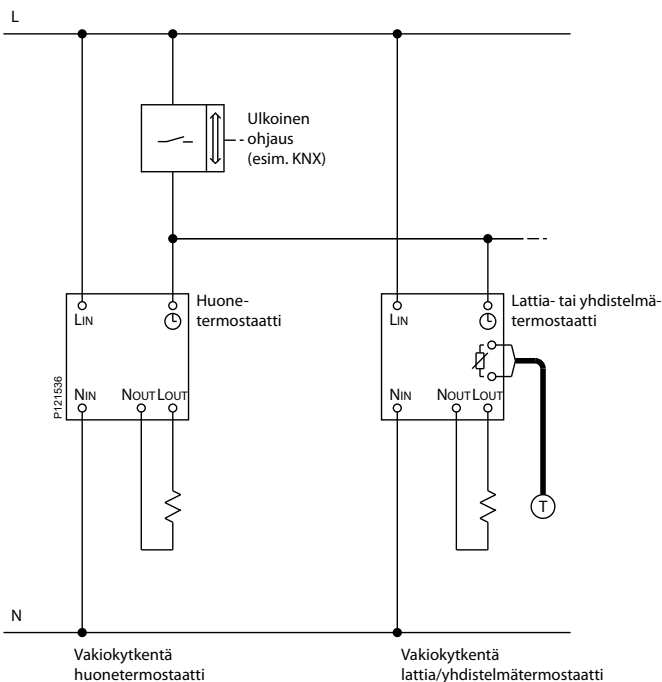 L
Ulkoinen
ohjaus
(esim. KNX)
Huone-
termostaatti
LIN
NIN
NOUT
LOUT
P121536
Lattia- tai yhdistelmä-
termostaatti
LIN
NIN
NOUT
LOUT
T
N
Vakiokytkentä
huonetermostaatti
Vakiokytkentä
lattia/yhdistelmätermostaatti